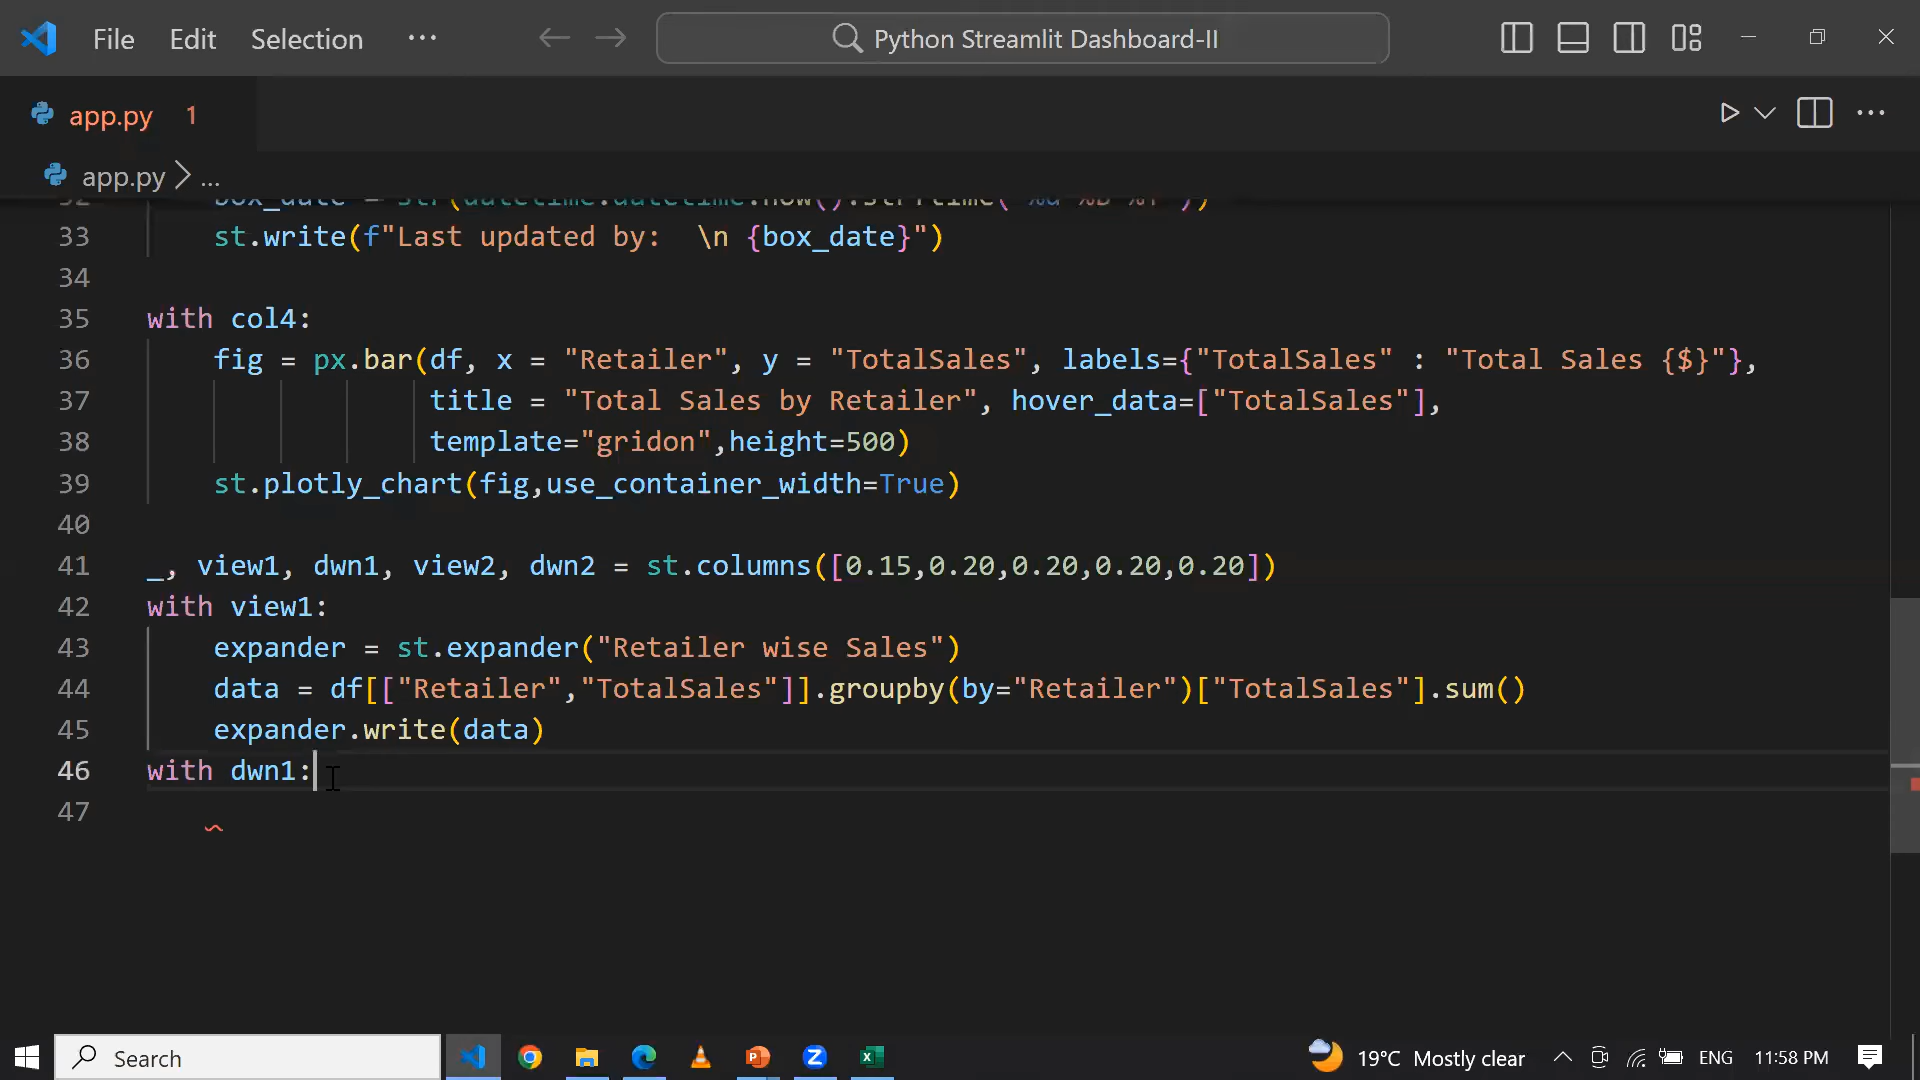 File Edit Selection ··· Python Streamlit Dashboard-II
app.py 1
app.py > ...
33 st.write(f"Last updated by:  \n {box_date}")
34
35 with col4:
36 fig = px.bar(df, x = "Retailer", y = "TotalSales", labels={"TotalSales" : "Total Sales {$}"},
37 title = "Total Sales by Retailer", hover_data=["TotalSales"],
38 template="gridon",height=500)
39 st.plotly_chart(fig,use_container_width=True)
40
41 _, view1, dwn1, view2, dwn2 = st.columns([0.15,0.20,0.20,0.20,0.20])
42 with view1:
43 expander = st.expander("Retailer wise Sales")
44 data = df[["Retailer","TotalSales"]].groupby(by="Retailer")["TotalSales"].sum()
45 expander.write(data)
46 with dwn1:
47
Search 19°C Mostly clear ENG 11:58 PM